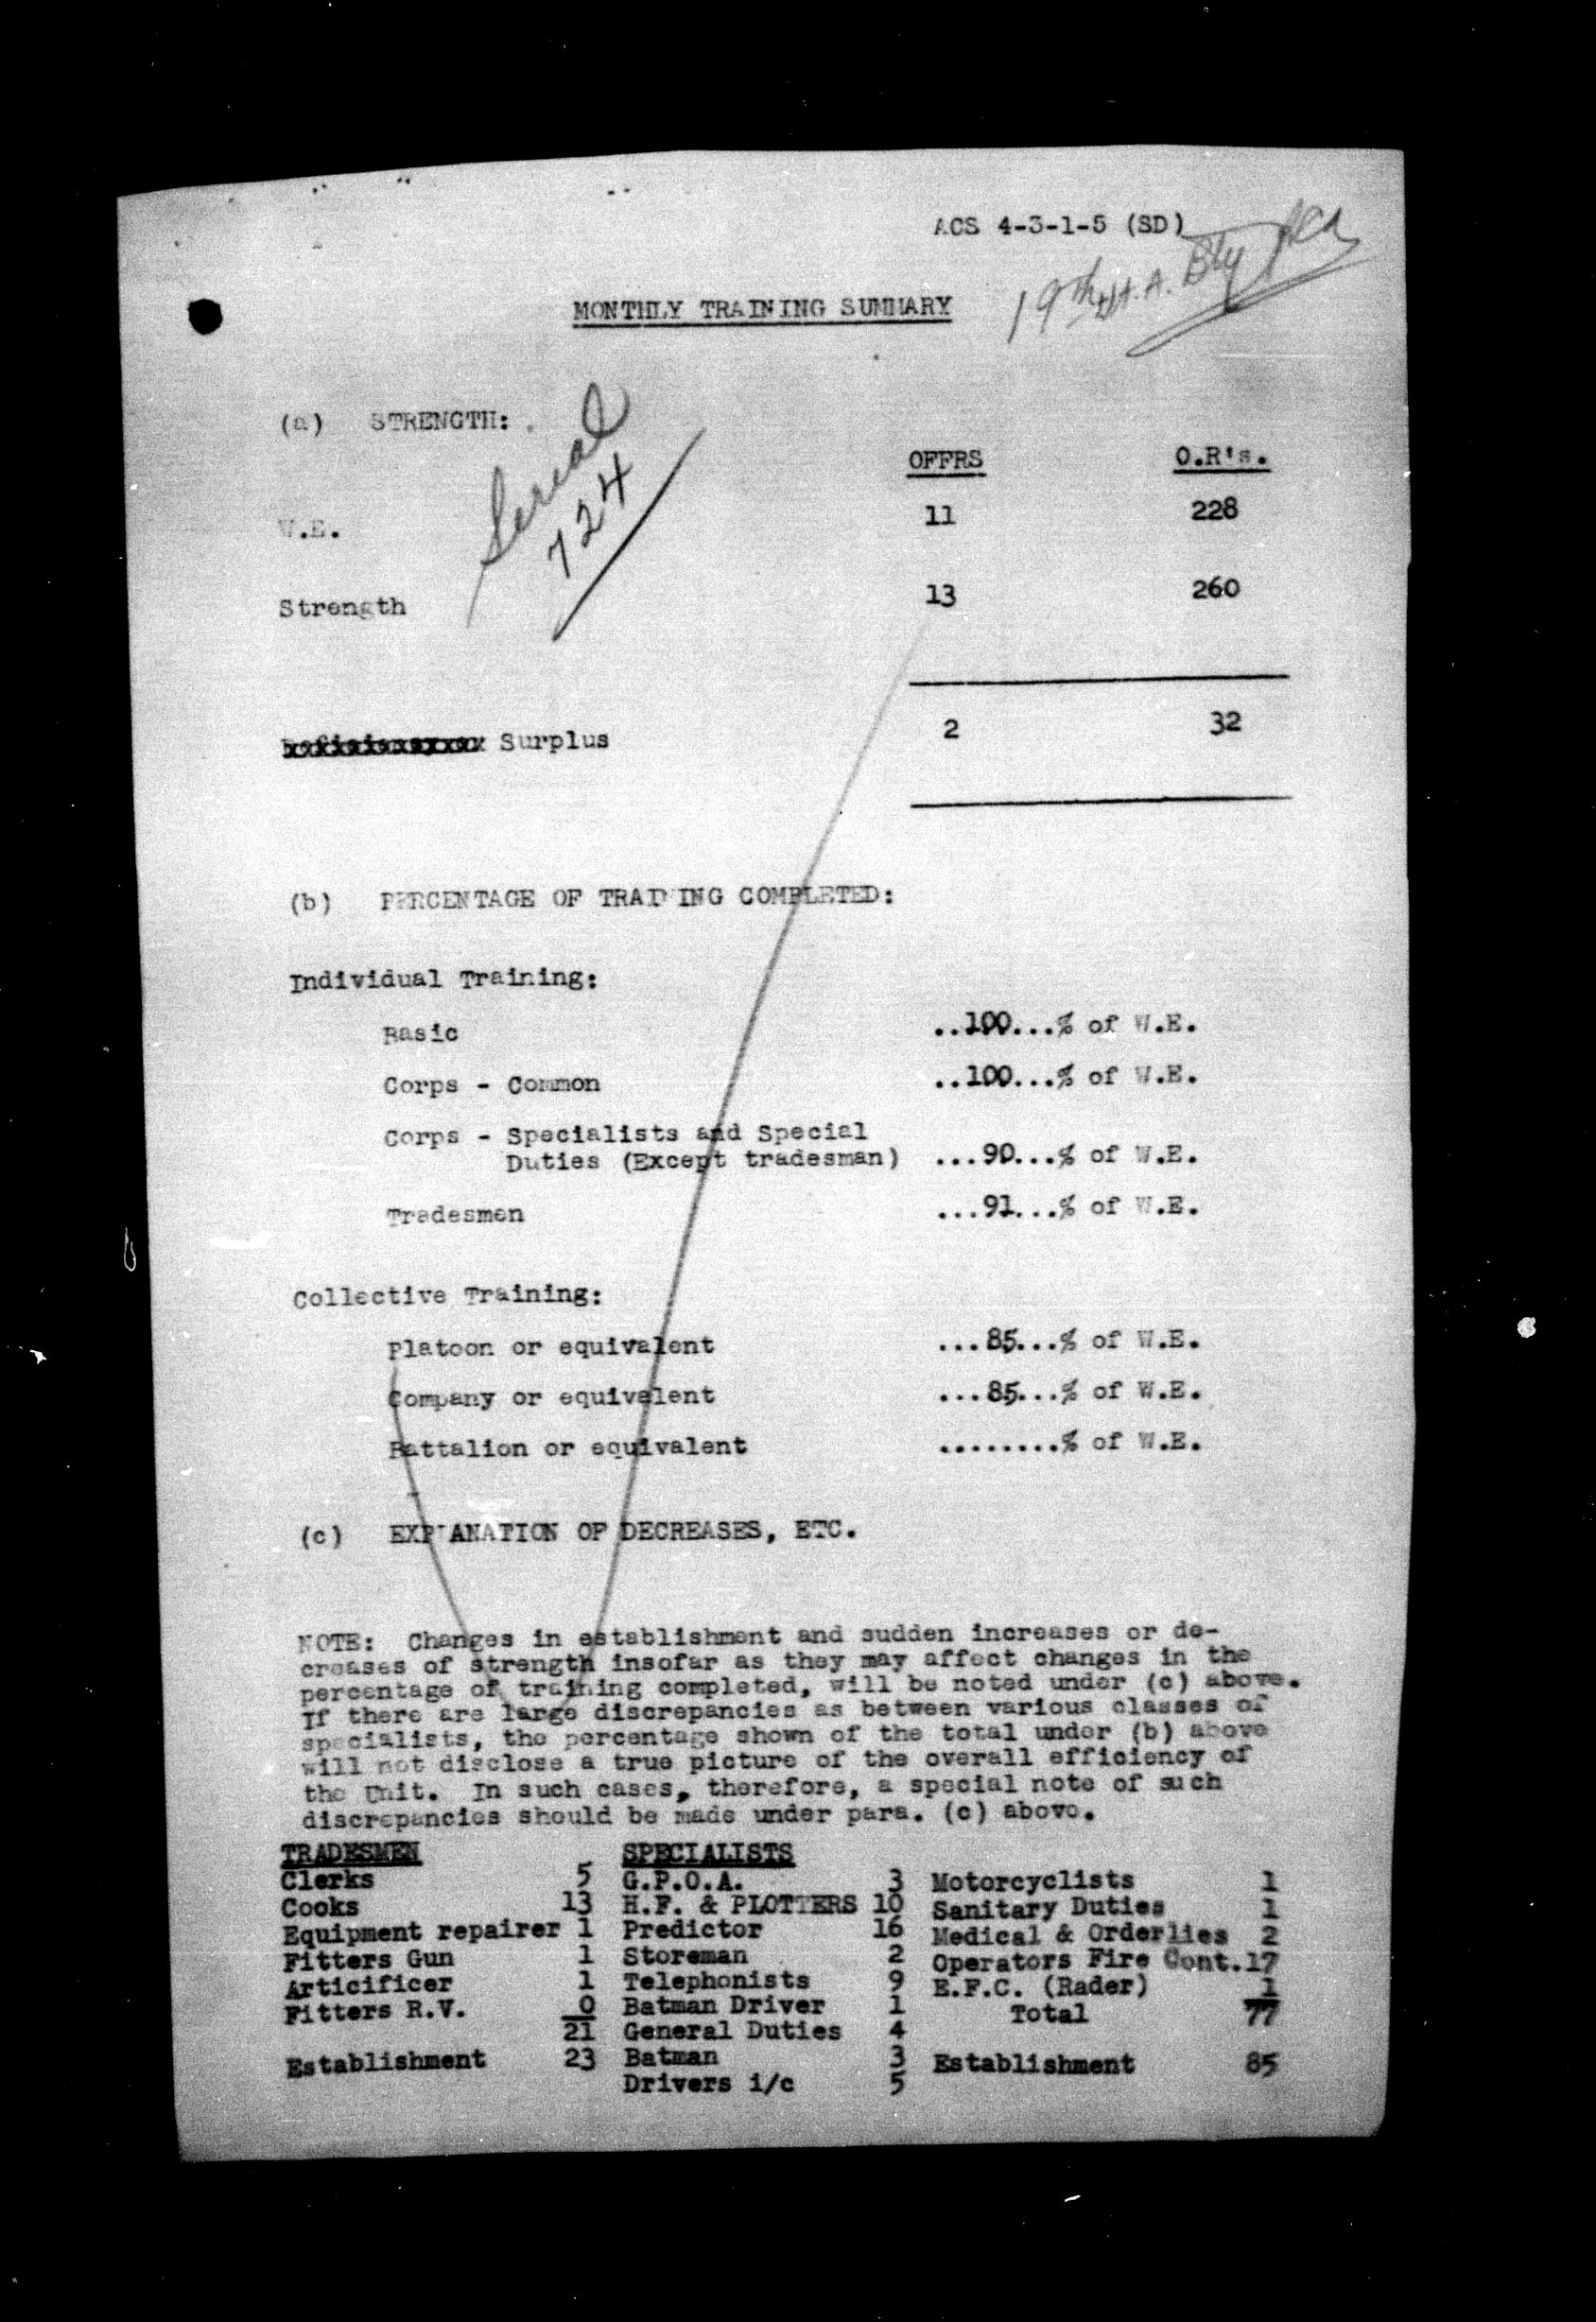 ACS 4-3-1-5 (SD)
19th H.A. Bty RCA
MONTHLY TRAINING SUMMARY
(a) STRENGTH:
Serial
724
OFFRS O.R's.
W.E. 11 228
Strength 13 260
Surplus 2 32
(b) PERCENTAGE OF TRAINING COMPLETED:
Individual Training:
Basic ..100...% of W.E.
Corps - Common ..100...% of W.E.
Corps - Specialists and Special
Duties (Except tradesman) ...90...% of W.E.
Tradesmen ...91...% of W.E.
Collective Training:
Platoon or equivalent ...85...% of W.E.
Company or equivalent ...85...% of W.E.
Battalion or equivalent ........% of W.E.
(c) EXPLANATION OF DECREASES, ETC.
NOTE: Changes in establishment and sudden increases or de-
creases of strength insofar as they may affect changes in the
percentage of training completed, will be noted under (c) above.
If there are large discrepancies as between various classes of
specialists, the percentage shown of the total under (b) above
will not disclose a true picture of the overall efficiency of
the Unit. In such cases, therefore, a special note of such
discrepancies should be made under para. (c) above.
TRADESMEN SPECIALISTS
Clerks 5 G.P.O.A. 3 Motorcyclists 1
Cooks 13 H.F. & PLOTTERS 10 Sanitary Duties 1
Equipment repairer 1 Predictor 16 Medical & Orderlies 2
Fitters Gun 1 Storeman 2 Operators Fire Cont. 17
Articificer 1 Telephonists 9 E.F.C. (Rader) 1
Fitters R.V. 0 Batman Driver 1 Total 77
21 General Duties 4
Establishment 23 Batman 3 Establishment 85
Drivers i/c 5